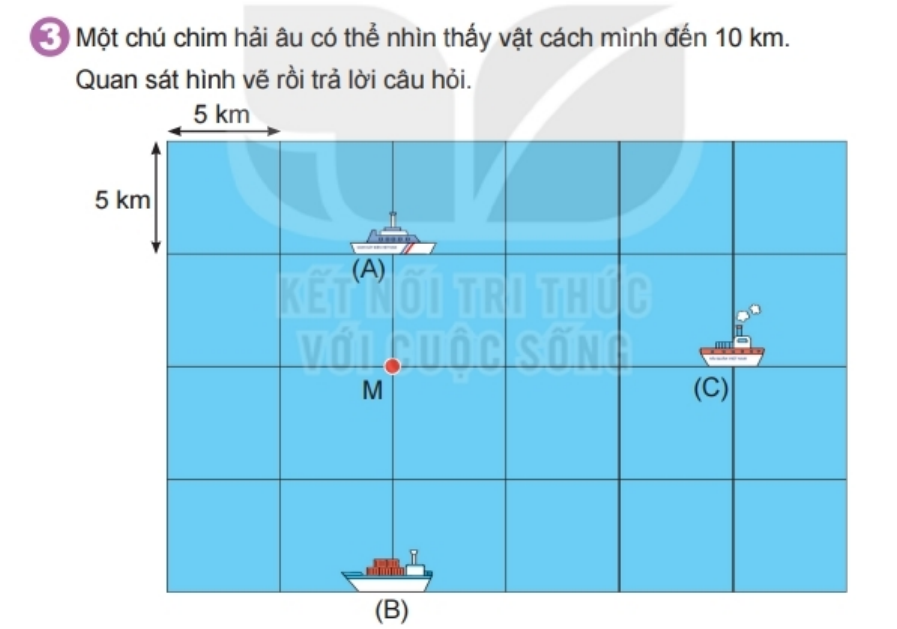 3 Một chú chim hải âu có thể nhìn thấy vật cách mình đến 10 km.
Quan sát hình vẽ rồi trả lời câu hỏi.
5 km
5 km
(A)
KẾT NỐI TRI THỨC
VỚI CUỘC SỐNG
M
(C)
(B)